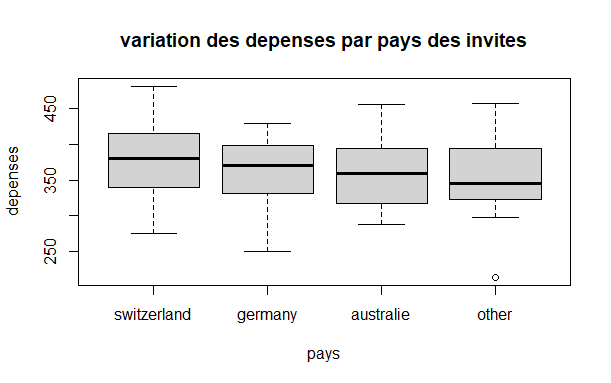 variation des depenses par pays des invites
450
350
250
depenses
switzerland germany australie other
pays